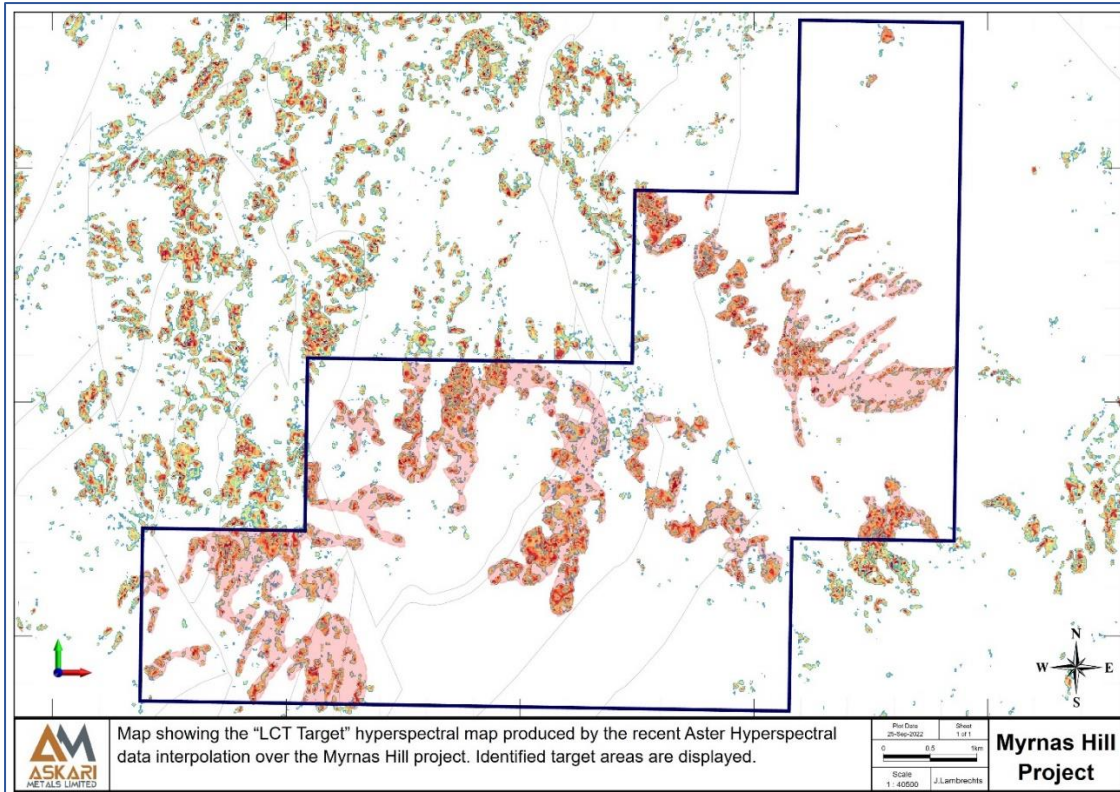 N
W E
S
AM
ASKARI
METALS LIMITED
Map showing the “LCT Target” hyperspectral map produced by the recent Aster Hyperspectral
data interpolation over the Myrnas Hill project. Identified target areas are displayed.
Plot Date
Sheet
25-Sep-2022
1 of 1
0 0.5 1km
Scale
1 : 40500
J.Lambrechts
Myrnas Hill
Project